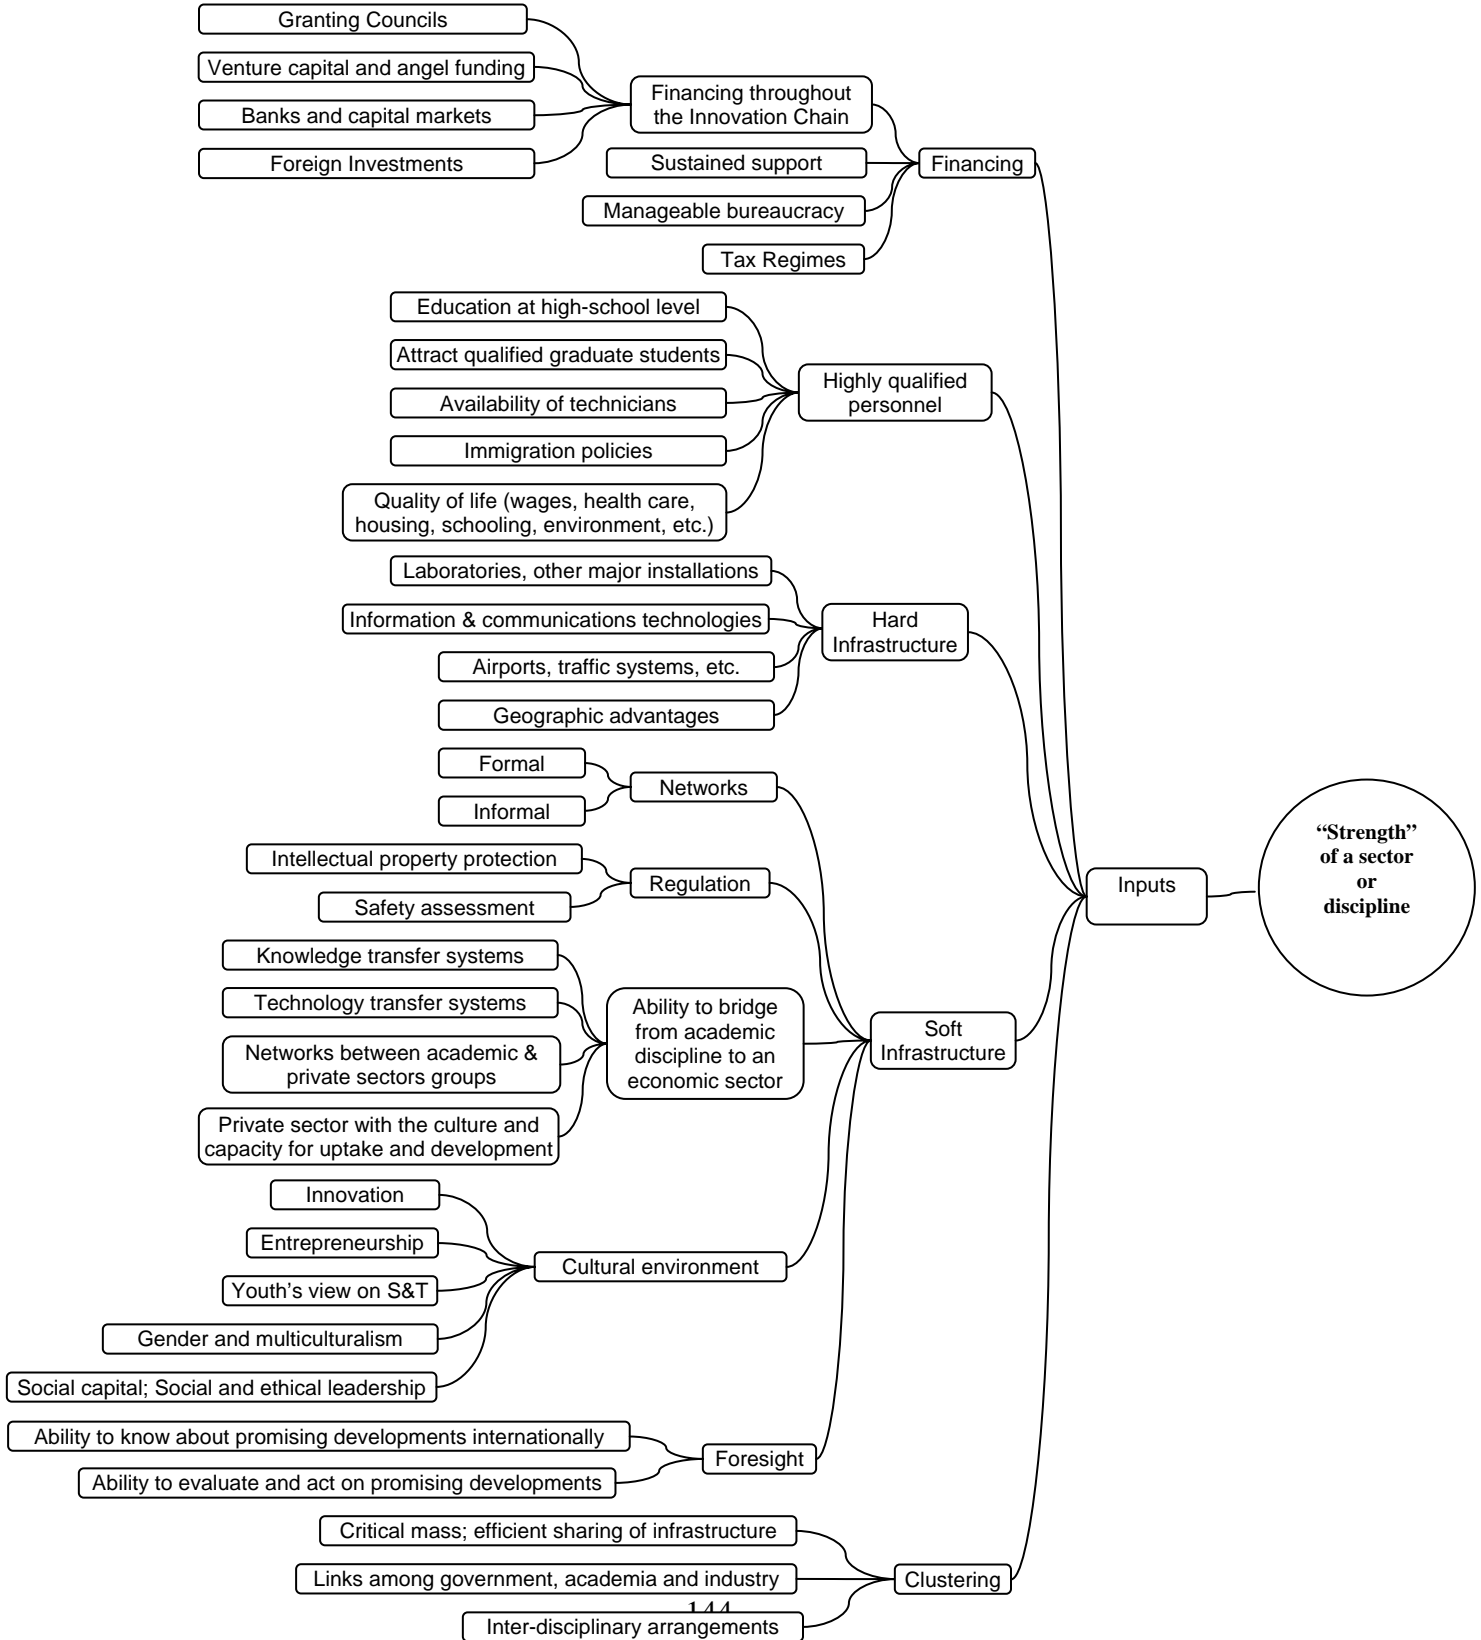 Granting Councils
Venture capital and angel funding
Banks and capital markets
Foreign Investments
Financing throughout
the Innovation Chain
Sustained support
Manageable bureaucracy
Tax Regimes
Financing
Education at high-school level
Attract qualified graduate students
Availability of technicians
Immigration policies
Quality of life (wages, health care,
housing, schooling, environment, etc.)
Highly qualified
personnel
Laboratories, other major installations
Information & communications technologies
Airports, traffic systems, etc.
Geographic advantages
Hard
Infrastructure
Formal
Informal
Networks
Intellectual property protection
Safety assessment
Regulation
Knowledge transfer systems
Technology transfer systems
Networks between academic &
private sectors groups
Private sector with the culture and
capacity for uptake and development
Ability to bridge
from academic
discipline to an
economic sector
Innovation
Entrepreneurship
Youth’s view on S&T
Gender and multiculturalism
Social capital; Social and ethical leadership
Cultural environment
Ability to know about promising developments internationally
Ability to evaluate and act on promising developments
Foresight
Soft
Infrastructure
Critical mass; efficient sharing of infrastructure
Links among government, academia and industry
Inter-disciplinary arrangements
Clustering
Inputs
“Strength”
of a sector
or
discipline
144